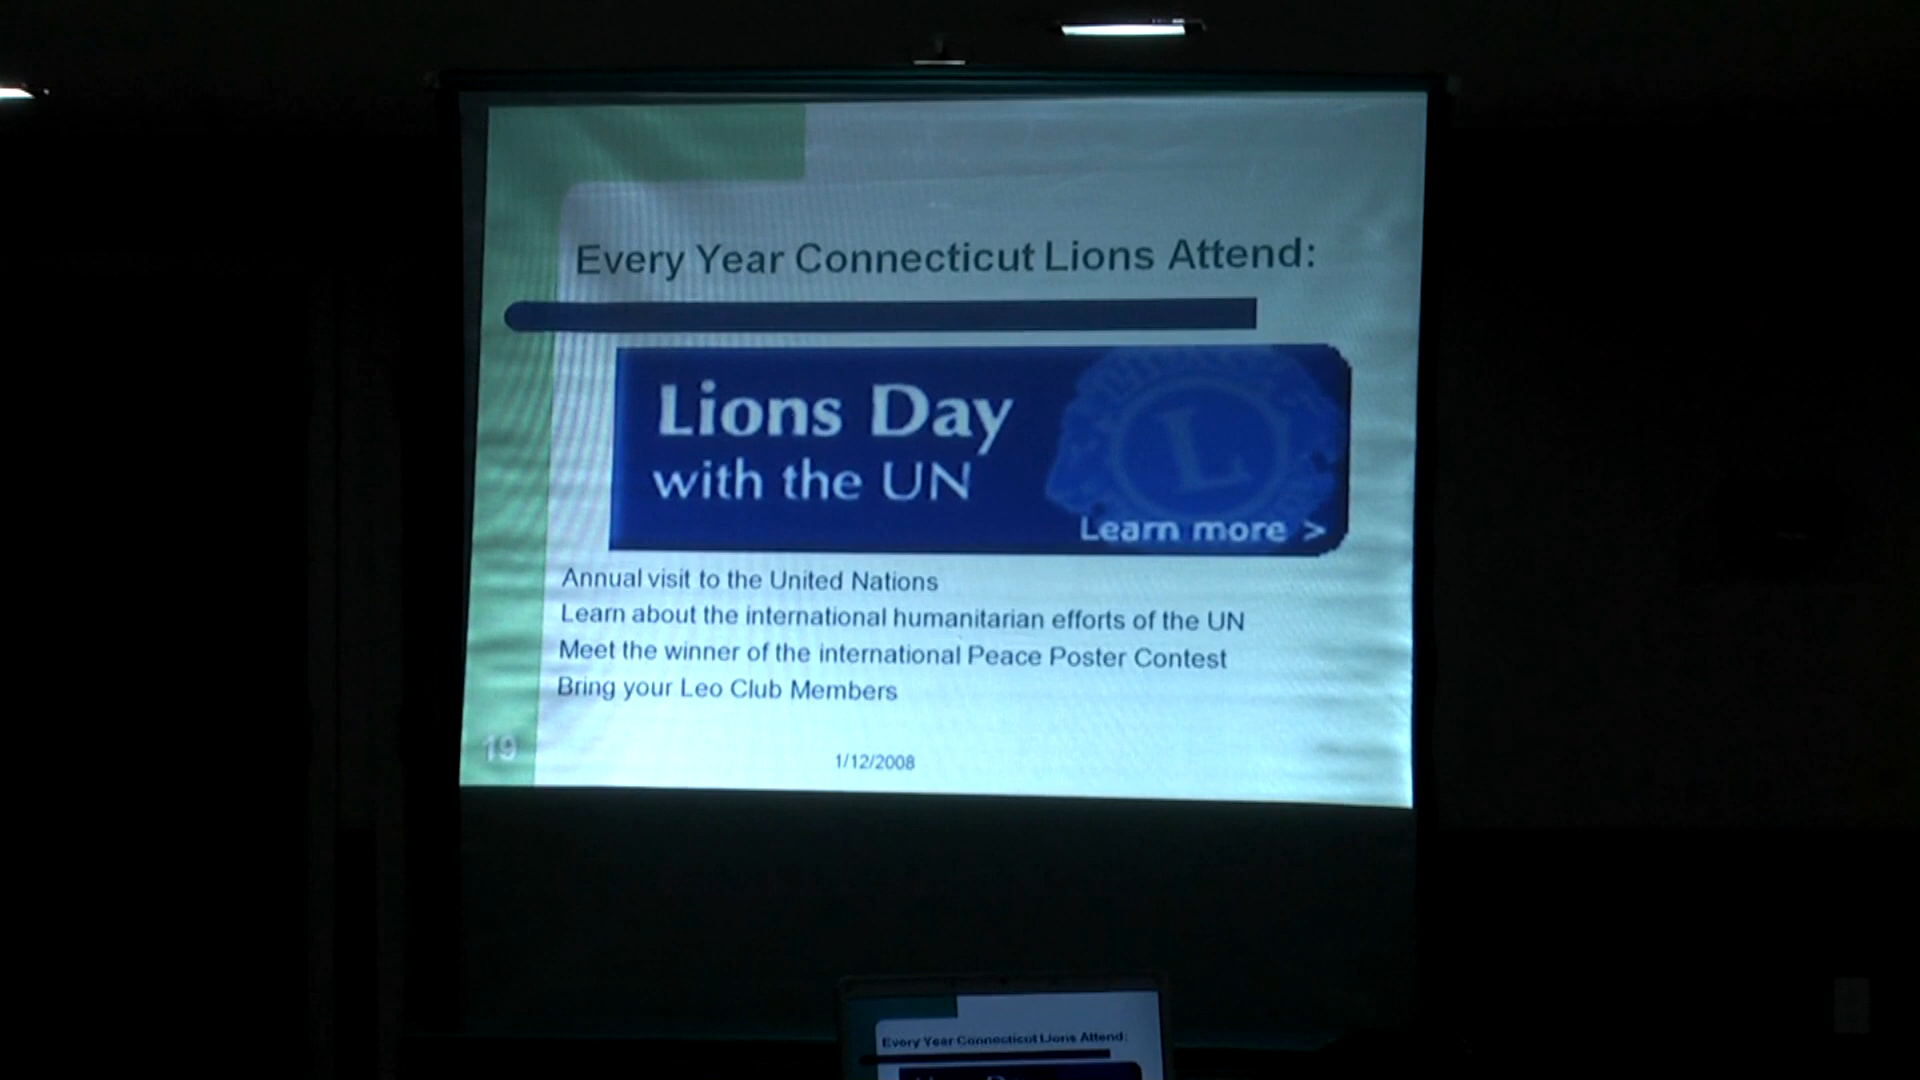 Every Year Connecticut Lions Attend:
Lions Day
with the UN
L
Learn more >
Annual visit to the United Nations
Learn about the international humanitarian efforts of the UN
Meet the winner of the international Peace Poster Contest
Bring your Leo Club Members
19
1/12/2008
Every Year Connecticut Lions Attend: